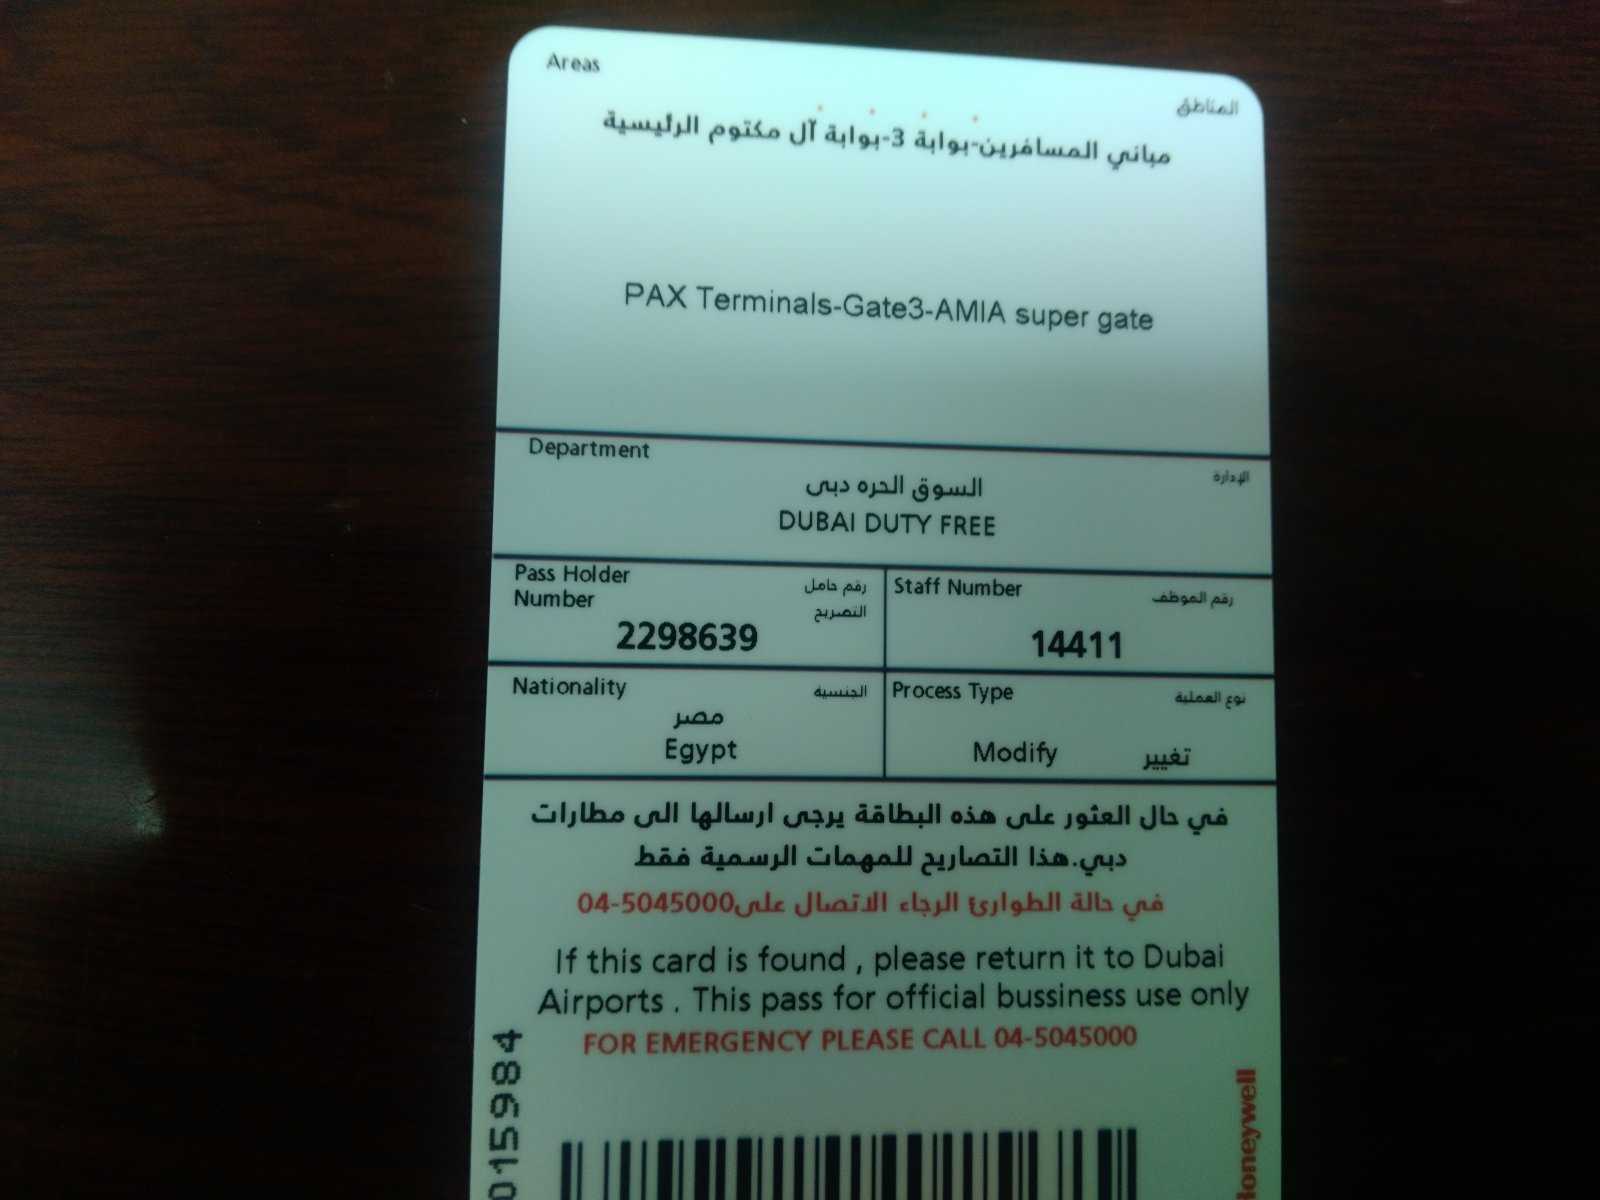 Areas
المناطق
مباني المسافرين-بوابة 3-بوابة آل مكتوم الرئيسية
PAX Terminals-Gate3-AMIA super gate
Department
الإدارة
السوق الحره دبى
DUBAI DUTY FREE
Pass Holder
Number
رقم حامل
التصريح
2298639
Staff Number
رقم الموظف
14411
Nationality
الجنسية
مصر
Egypt
Process Type
نوع العملية
Modify
تغيير
في حال العثور على هذه البطاقة يرجى ارسالها الى مطارات
دبي.هذا التصاريح للمهمات الرسمية فقط
في حالة الطوارئ الرجاء الاتصال على04-5045000
If this card is found , please return it to Dubai
Airports . This pass for official bussiness use only
FOR EMERGENCY PLEASE CALL 04-5045000
015984
Honeywell